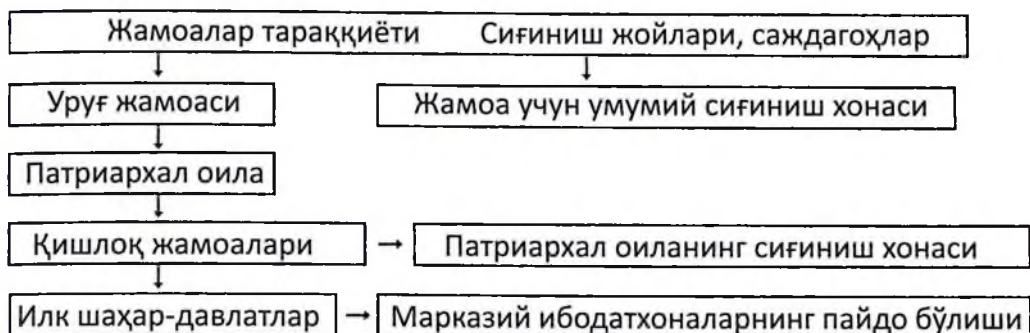 Жамоалар тараққиёти Сиғиниш жойлари, саждагоҳлар
Уруғ жамоаси Жамоа учун умумий сиғиниш хонаси
Патриархал оила
Қишлоқ жамоалари → Патриархал оиланинг сиғиниш хонаси
Илк шаҳар-давлатлар → Марказий ибодатхоналарнинг пайдо бўлиши